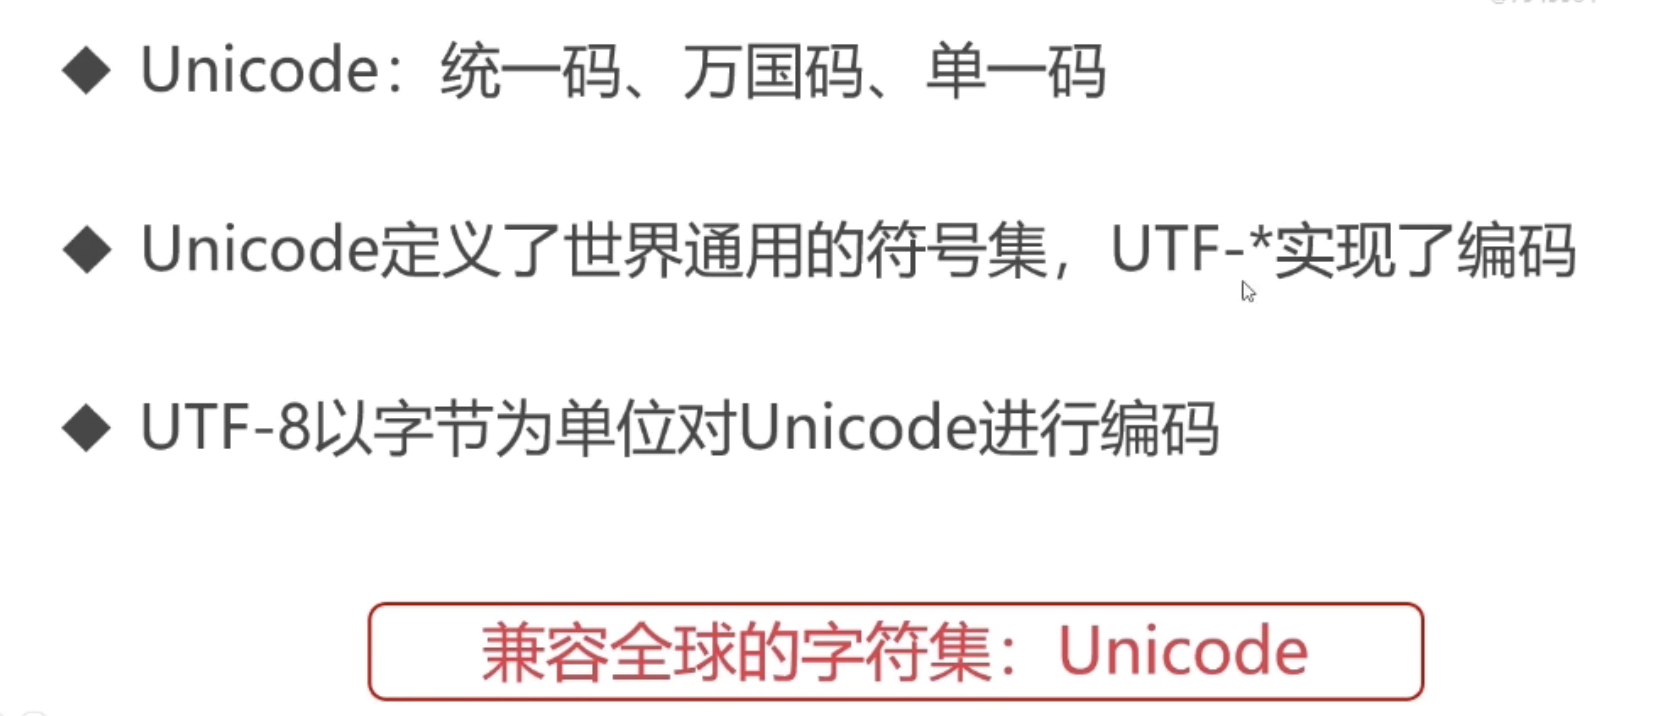 ◆ Unicode：统一码、万国码、单一码
◆ Unicode定义了世界通用的符号集，UTF-*实现了编码
◆ UTF-8以字节为单位对Unicode进行编码
兼容全球的字符集：Unicode